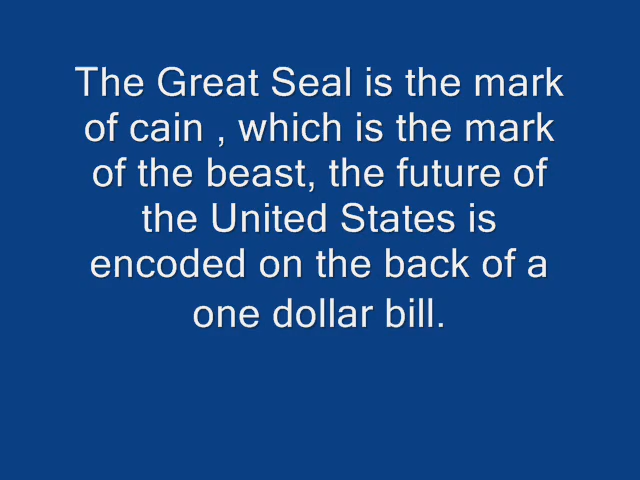 The Great Seal is the mark
of cain , which is the mark
of the beast, the future of
the United States is
encoded on the back of a
one dollar bill.